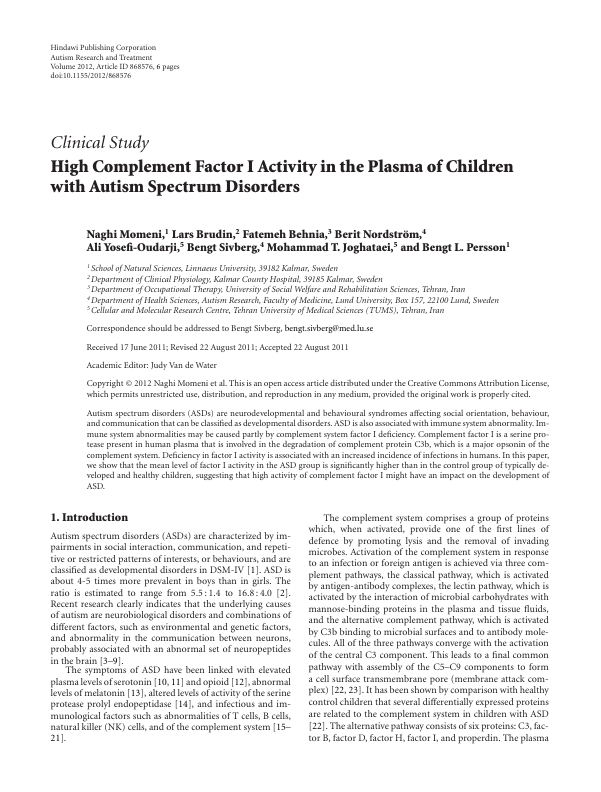 Hindawi Publishing Corporation
Autism Research and Treatment
Volume 2012, Article ID 868576, 6 pages
doi:10.1155/2012/868576
Clinical Study
High Complement Factor I Activity in the Plasma of Children
with Autism Spectrum Disorders
Naghi Momeni,1 Lars Brudin,2 Fatemeh Behnia,3 Berit Nordström,4
Ali Yosefi-Oudarji,5 Bengt Sivberg,4 Mohammad T. Joghataei,5 and Bengt L. Persson1
1 School of Natural Sciences, Linnaeus University, 39182 Kalmar, Sweden
2 Department of Clinical Physiology, Kalmar County Hospital, 39185 Kalmar, Sweden
3 Department of Occupational Therapy, University of Social Welfare and Rehabilitation Sciences, Tehran, Iran
4 Department of Health Sciences, Autism Research, Faculty of Medicine, Lund University, Box 157, 22100 Lund, Sweden
5 Cellular and Molecular Research Centre, Tehran University of Medical Sciences (TUMS), Tehran, Iran
Correspondence should be addressed to Bengt Sivberg, bengt.sivberg@med.lu.se
Received 17 June 2011; Revised 22 August 2011; Accepted 22 August 2011
Academic Editor: Judy Van de Water
Copyright © 2012 Naghi Momeni et al. This is an open access article distributed under the Creative Commons Attribution License,
which permits unrestricted use, distribution, and reproduction in any medium, provided the original work is properly cited.
Autism spectrum disorders (ASDs) are neurodevelopmental and behavioural syndromes affecting social orientation, behaviour,
and communication that can be classified as developmental disorders. ASD is also associated with immune system abnormality. Im-
mune system abnormalities may be caused partly by complement system factor I deficiency. Complement factor I is a serine pro-
tease present in human plasma that is involved in the degradation of complement protein C3b, which is a major opsonin of the
complement system. Deficiency in factor I activity is associated with an increased incidence of infections in humans. In this paper,
we show that the mean level of factor I activity in the ASD group is significantly higher than in the control group of typically de-
veloped and healthy children, suggesting that high activity of complement factor I might have an impact on the development of
ASD.
1. Introduction
Autism spectrum disorders (ASDs) are characterized by im-
pairments in social interaction, communication, and repeti-
tive or restricted patterns of interests, or behaviours, and are
classified as developmental disorders in DSM-IV [1]. ASD is
about 4-5 times more prevalent in boys than in girls. The
ratio is estimated to range from 5.5 : 1.4 to 16.8 : 4.0 [2].
Recent research clearly indicates that the underlying causes
of autism are neurobiological disorders and combinations of
different factors, such as environmental and genetic factors,
and abnormality in the communication between neurons,
probably associated with an abnormal set of neuropeptides
in the brain [3–9].
The symptoms of ASD have been linked with elevated
plasma levels of serotonin [10, 11] and opioid [12], abnormal
levels of melatonin [13], altered levels of activity of the serine
protease prolyl endopeptidase [14], and infectious and im-
munological factors such as abnormalities of T cells, B cells,
natural killer (NK) cells, and of the complement system [15–
21].
The complement system comprises a group of proteins
which, when activated, provide one of the first lines of
defence by promoting lysis and the removal of invading
microbes. Activation of the complement system in response
to an infection or foreign antigen is achieved via three com-
plement pathways, the classical pathway, which is activated
by antigen-antibody complexes, the lectin pathway, which is
activated by the interaction of microbial carbohydrates with
mannose-binding proteins in the plasma and tissue fluids,
and the alternative complement pathway, which is activated
by C3b binding to microbial surfaces and to antibody mole-
cules. All of the three pathways converge with the activation
of the central C3 component. This leads to a final common
pathway with assembly of the C5–C9 components to form
a cell surface transmembrane pore (membrane attack com-
plex) [22, 23]. It has been shown by comparison with healthy
control children that several differentially expressed proteins
are related to the complement system in children with ASD
[22]. The alternative pathway consists of six proteins: C3, fac-
tor B, factor D, factor H, factor I, and properdin. The plasma